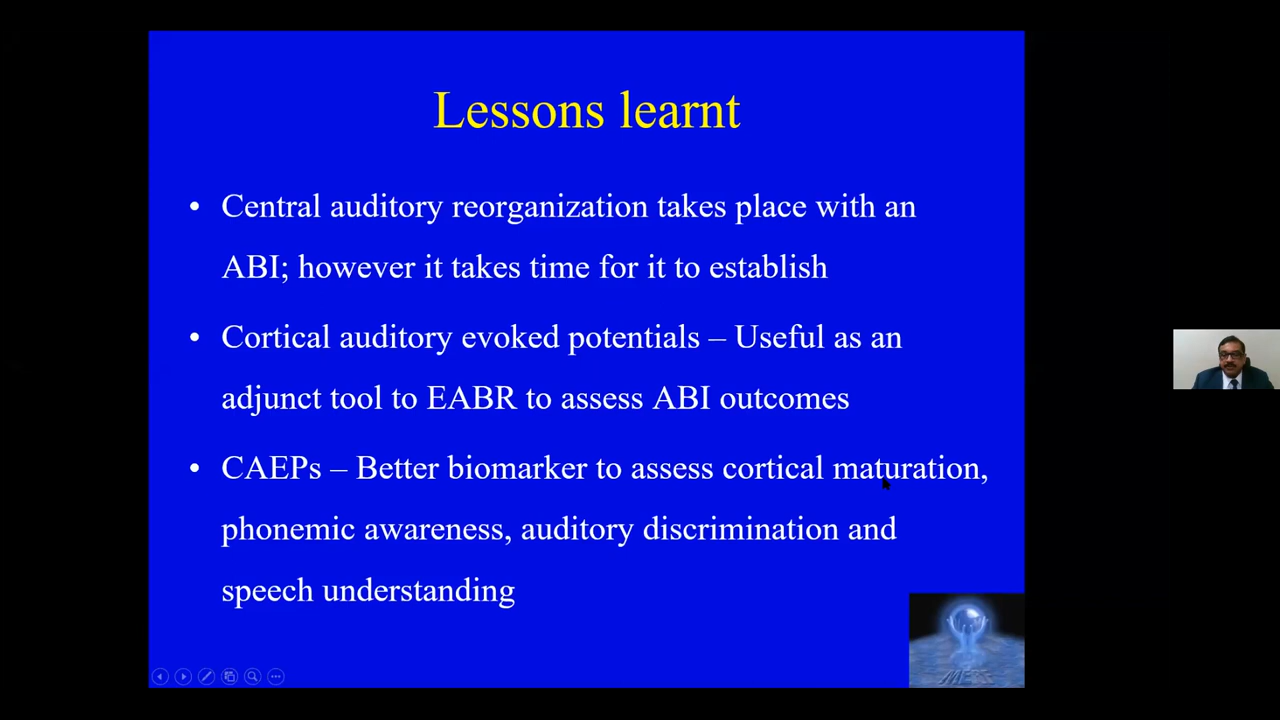 Lessons learnt
• Central auditory reorganization takes place with an
ABI; however it takes time for it to establish
• Cortical auditory evoked potentials – Useful as an
adjunct tool to EABR to assess ABI outcomes
• CAEPs – Better biomarker to assess cortical maturation,
phonemic awareness, auditory discrimination and
speech understanding